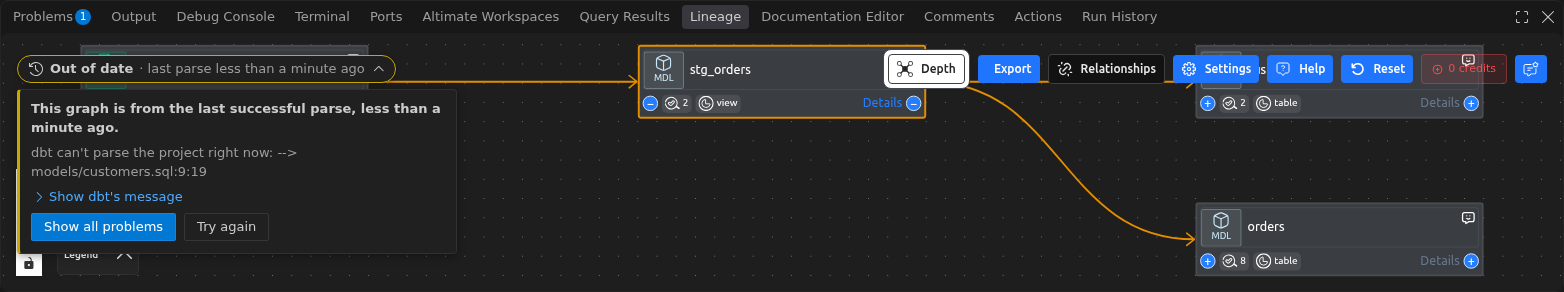 Problems 1 Output Debug Console Terminal Ports Altimate Workspaces Query Results Lineage Documentation Editor Comments Actions Run History
Out of date · last parse less than a minute ago
This graph is from the last successful parse, less than a
minute ago.
dbt can't parse the project right now: -->
models/customers.sql:9:19
Show dbt's message
Show all problems Try again
Legend
MDL stg_orders
2 view Details
Depth Export Relationships Settings Help Reset 0 credits
2 table Details
MDL orders
8 table Details